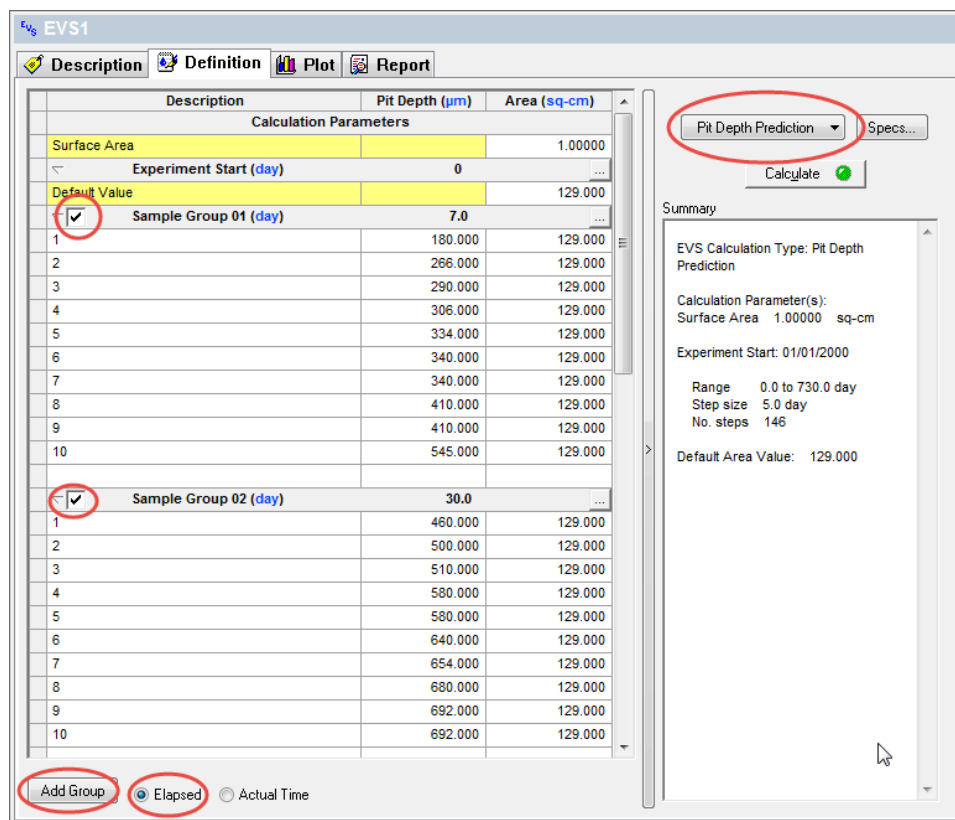 EVS EVS1
Description Definition Plot Report
Description Pit Depth (µm) Area (sq-cm)
Calculation Parameters
Surface Area 1.00000
Experiment Start (day) 0 ...
Default Value 129.000
Sample Group 01 (day) 7.0 ...
1 180.000 129.000
2 266.000 129.000
3 290.000 129.000
4 306.000 129.000
5 334.000 129.000
6 340.000 129.000
7 340.000 129.000
8 410.000 129.000
9 410.000 129.000
10 545.000 129.000
Sample Group 02 (day) 30.0 ...
1 460.000 129.000
2 500.000 129.000
3 510.000 129.000
4 580.000 129.000
5 580.000 129.000
6 640.000 129.000
7 654.000 129.000
8 680.000 129.000
9 692.000 129.000
10 692.000 129.000
Add Group Elapsed Actual Time
Pit Depth Prediction Specs...
Calculate
Summary
EVS Calculation Type: Pit Depth
Prediction
Calculation Parameter(s):
Surface Area 1.00000 sq-cm
Experiment Start: 01/01/2000
Range 0.0 to 730.0 day
Step size 5.0 day
No. steps 146
Default Area Value: 129.000